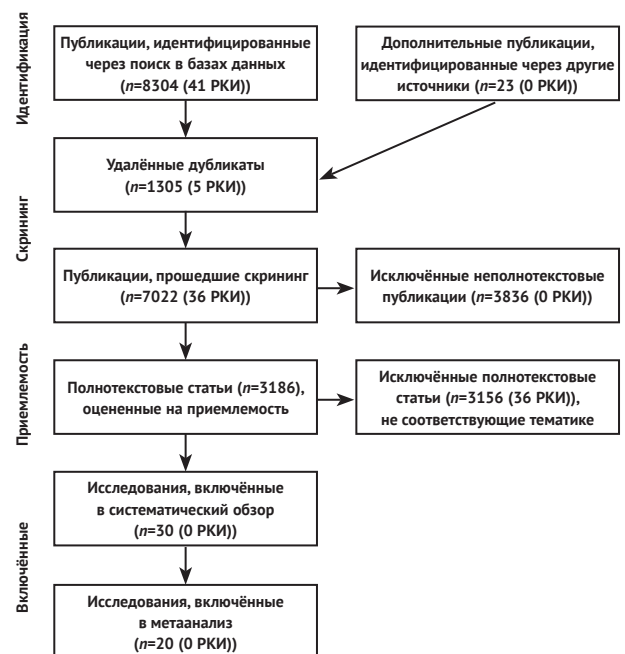 Идентификация
Публикации, идентифицированные
через поиск в базах данных
(n=8304 (41 РКИ))
Дополнительные публикации,
идентифицированные через другие
источники (n=23 (0 РКИ))
Удалённые дубликаты
(n=1305 (5 РКИ))
Скрининг
Публикации, прошедшие скрининг
(n=7022 (36 РКИ))
Исключённые неполнотекстовые
публикации (n=3836 (0 РКИ))
Приемлемость
Полнотекстовые статьи (n=3186),
оцененные на приемлемость
Исключённые полнотекстовые
статьи (n=3156 (36 РКИ)),
не соответствующие тематике
Включённые
Исследования, включённые
в систематический обзор
(n=30 (0 РКИ))
Исследования, включённые
в метаанализ
(n=20 (0 РКИ))